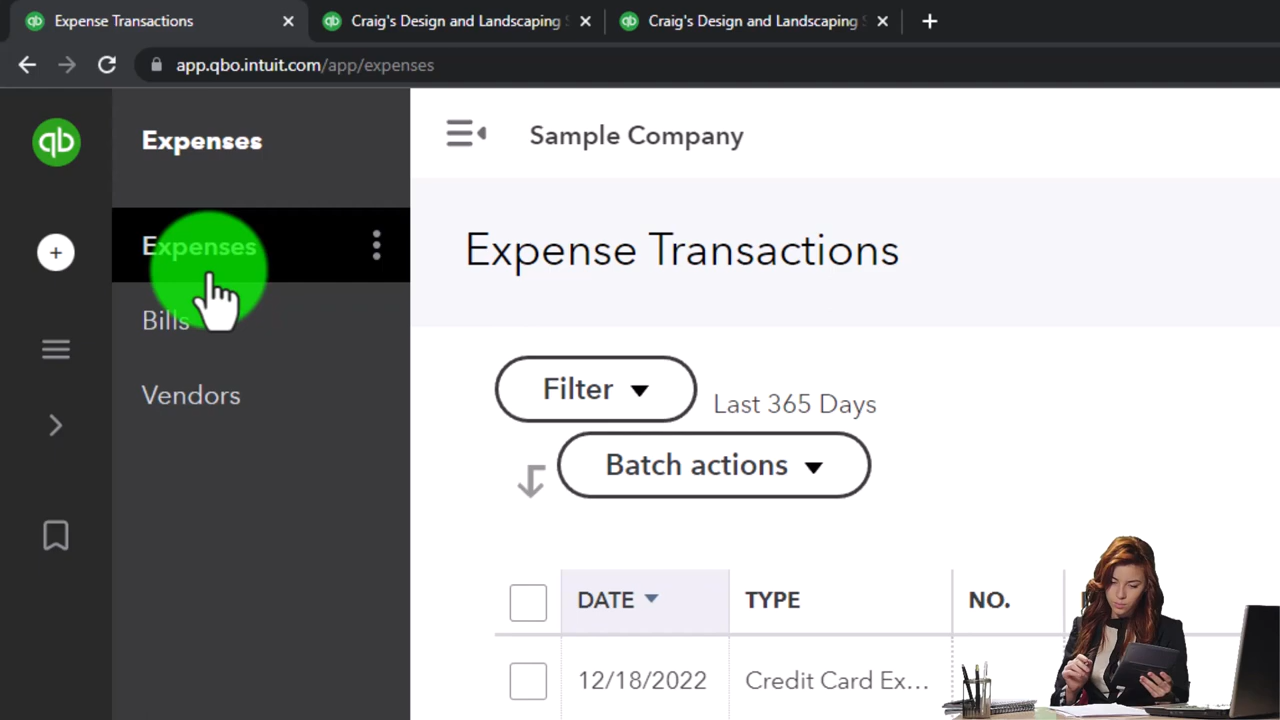 Expense Transactions
Craig's Design and Landscaping
Craig's Design and Landscaping
app.qbo.intuit.com/app/expenses
qb
Expenses
Expenses
Bills
Vendors
Sample Company
Expense Transactions
Filter
Last 365 Days
Batch actions
DATE TYPE NO.
12/18/2022 Credit Card Ex...